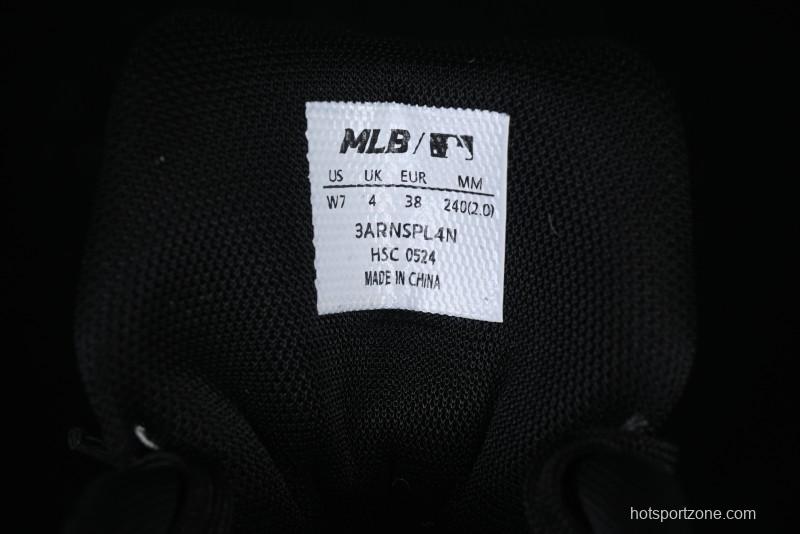 MLB /
US UK EUR MM
W7 4 38 240(2.0)
3ARNSPL4N
HSC 0524
MADE IN CHINA
hotsportzone.com